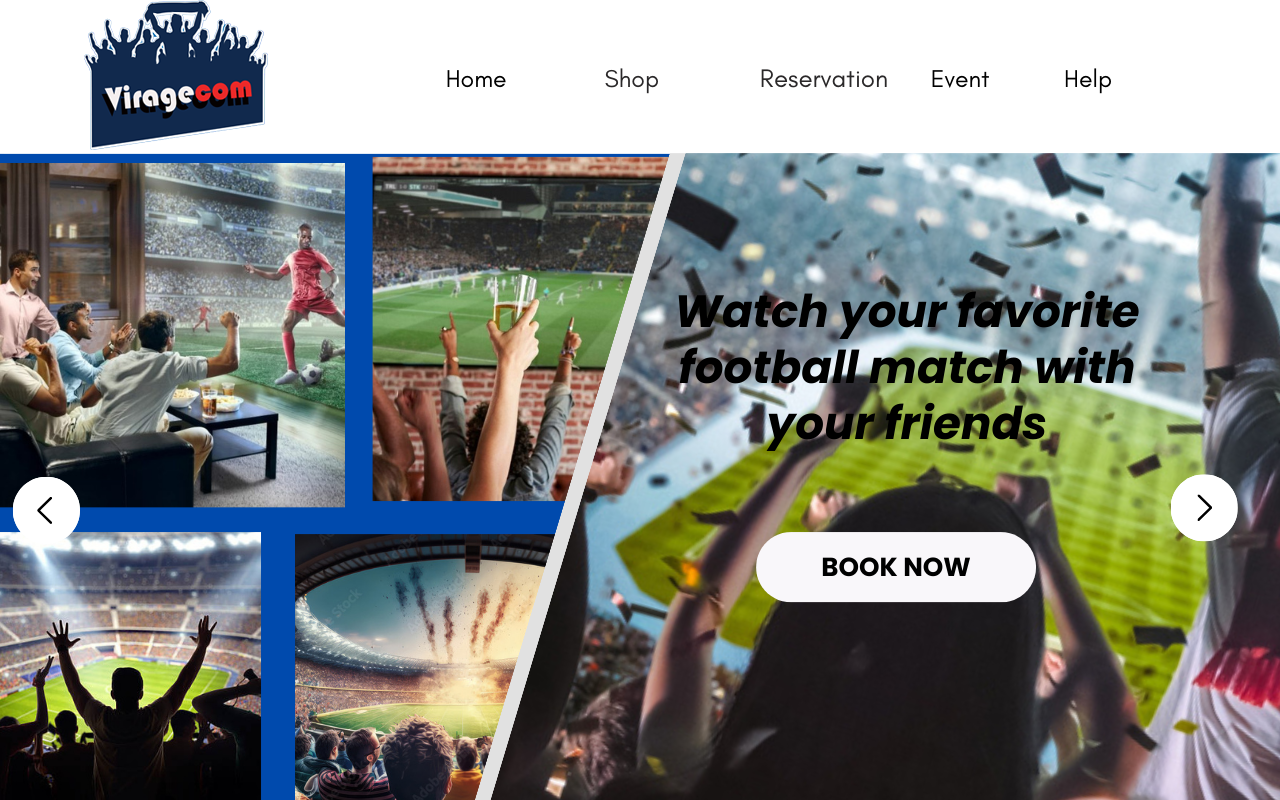 Viragecom
Home Shop Reservation Event Help
Watch your favorite
football match with
your friends
BOOK NOW